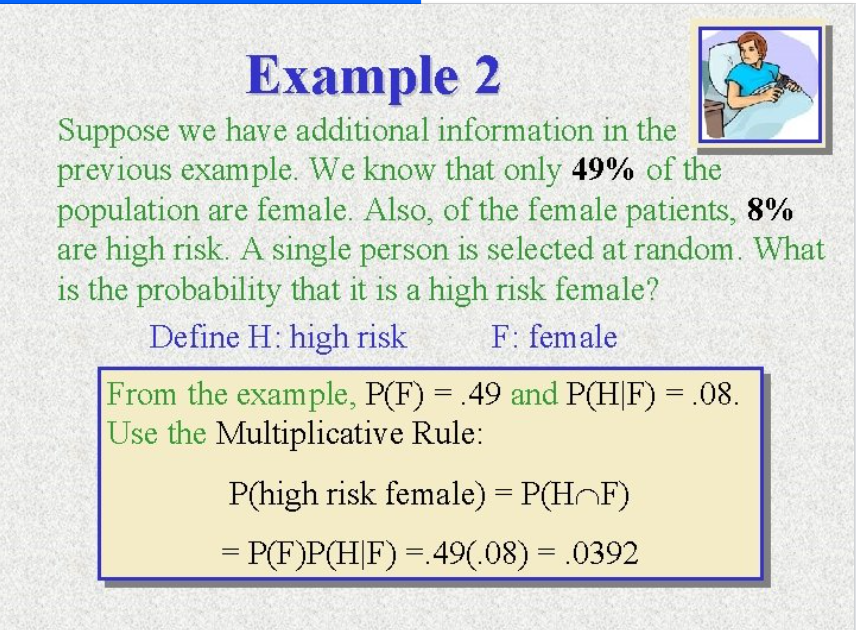 Example 2
Suppose we have additional information in the
previous example. We know that only 49% of the
population are female. Also, of the female patients, 8%
are high risk. A single person is selected at random. What
is the probability that it is a high risk female?
Define H: high risk F: female
From the example, P(F) = .49 and P(H|F) = .08.
Use the Multiplicative Rule:
P(high risk female) = P(H∩F)
= P(F)P(H|F) =.49(.08) = .0392